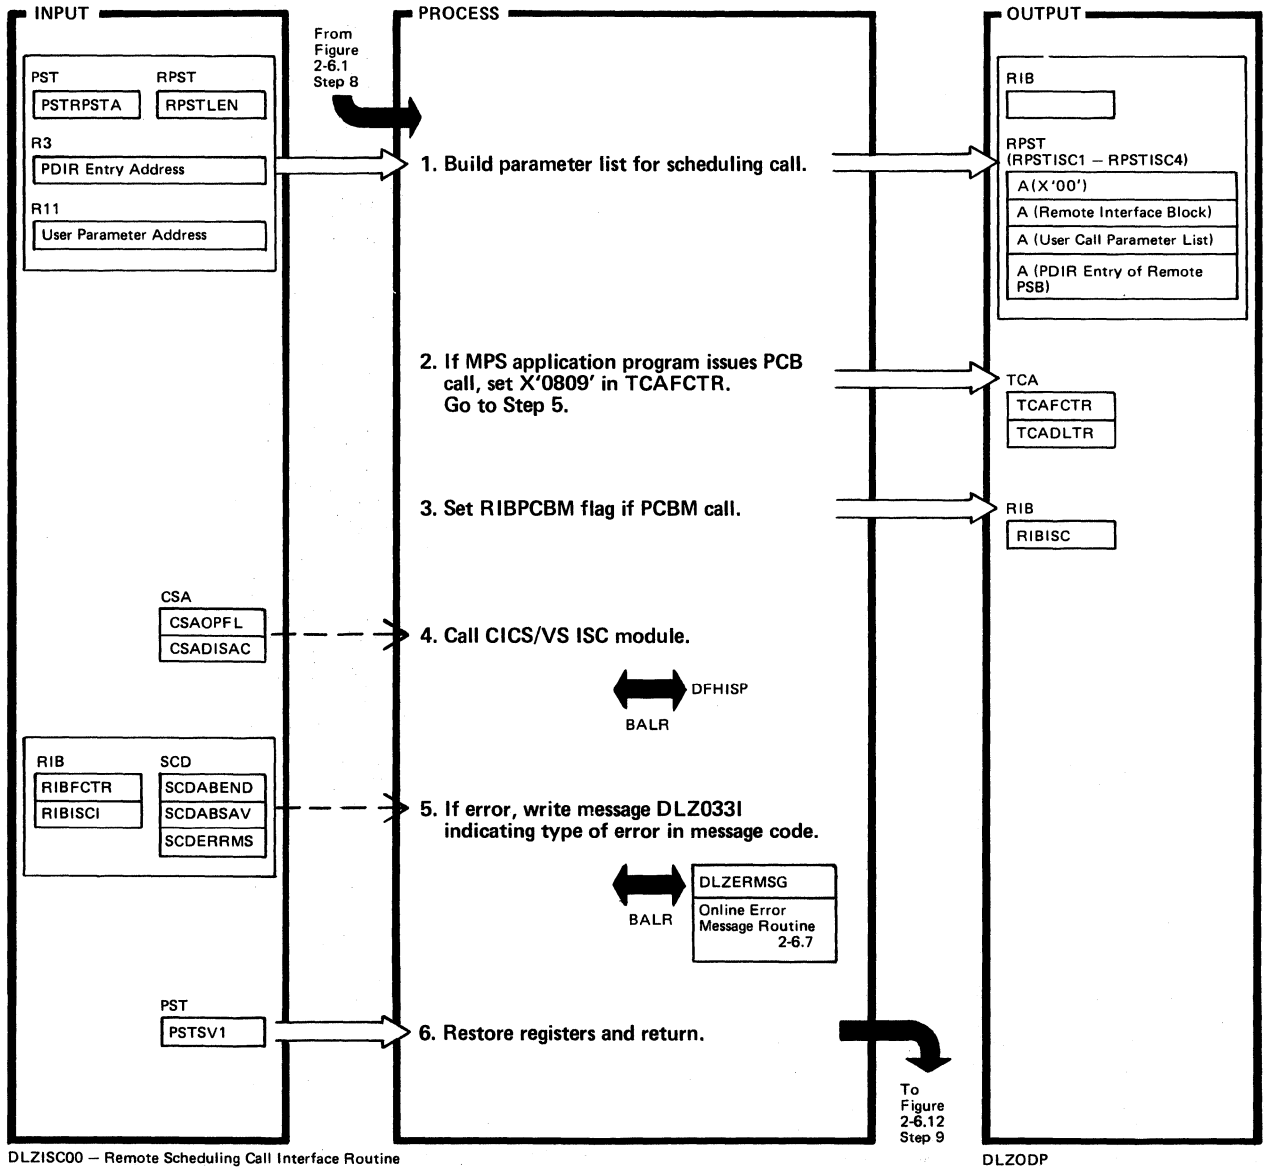 INPUT
PROCESS
OUTPUT
From
Figure
2-6.1
Step 8
PST
RPST
PSTRPSTA
RPSTLEN
R3
PDIR Entry Address
R11
User Parameter Address
1. Build parameter list for scheduling call.
RIB
RPST
(RPSTISC1 – RPSTISC4)
A(X'00')
A (Remote Interface Block)
A (User Call Parameter List)
A (PDIR Entry of Remote
PSB)
2. If MPS application program issues PCB
call, set X'0809' in TCAFCTR.
Go to Step 5.
TCA
TCAFCTR
TCADLTR
3. Set RIBPCBM flag if PCBM call.
RIB
RIBISC
CSA
CSAOPFL
CSADISAC
4. Call CICS/VS ISC module.
DFHISP
BALR
RIB
SCD
RIBFCTR
SCDABEND
RIBISCI
SCDABSAV
SCDERRMS
5. If error, write message DLZ033I
indicating type of error in message code.
DLZERMSG
BALR
Online Error
Message Routine
2-6.7
PST
PSTSV1
6. Restore registers and return.
To
Figure
2-6.12
Step 9
DLZISC00 – Remote Scheduling Call Interface Routine
DLZODP